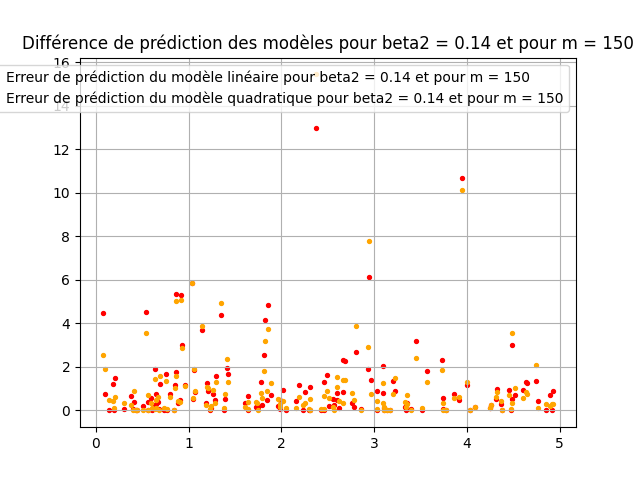 Différence de prédiction des modèles pour beta2 = 0.14 et pour m = 150
Erreur de prédiction du modèle linéaire pour beta2 = 0.14 et pour m = 150
Erreur de prédiction du modèle quadratique pour beta2 = 0.14 et pour m = 150
16
14
12
10
8
6
4
2
0
0 1 2 3 4 5